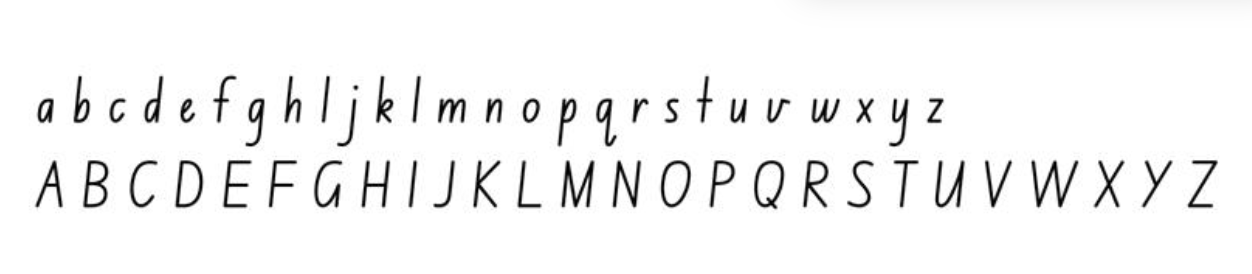 a b c d e f g h l j k l m n o p q r s t u v w x y z
A B C D E F G H I J K L M N O P Q R S T U V W X Y Z